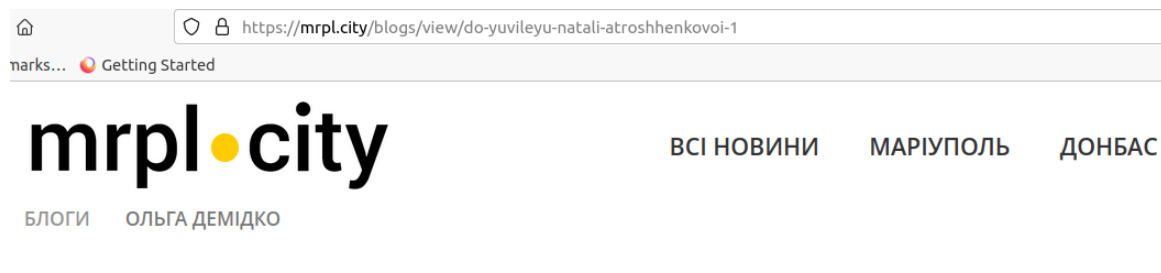 https://mrpl.city/blogs/view/do-yuvileyu-natali-atroshhenkovoi-1
marks... Getting Started
mrpl•city ВСІ НОВИНИ МАРІУПОЛЬ ДОНБАС
БЛОГИ ОЛЬГА ДЕМІДКО